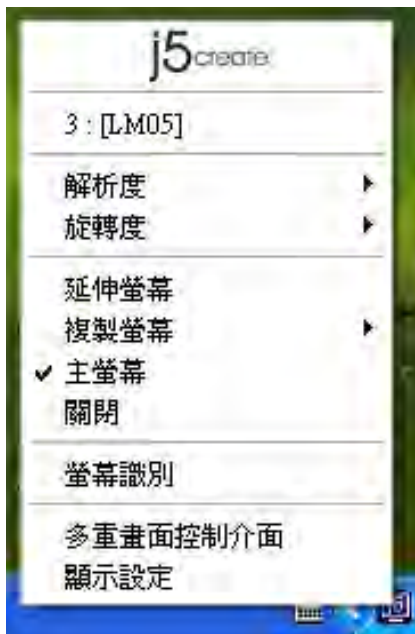 j5create
3 : [LM05]
解析度
旋轉度
延伸螢幕
複製螢幕
主螢幕
關閉
螢幕識別
多重畫面控制介面
顯示設定